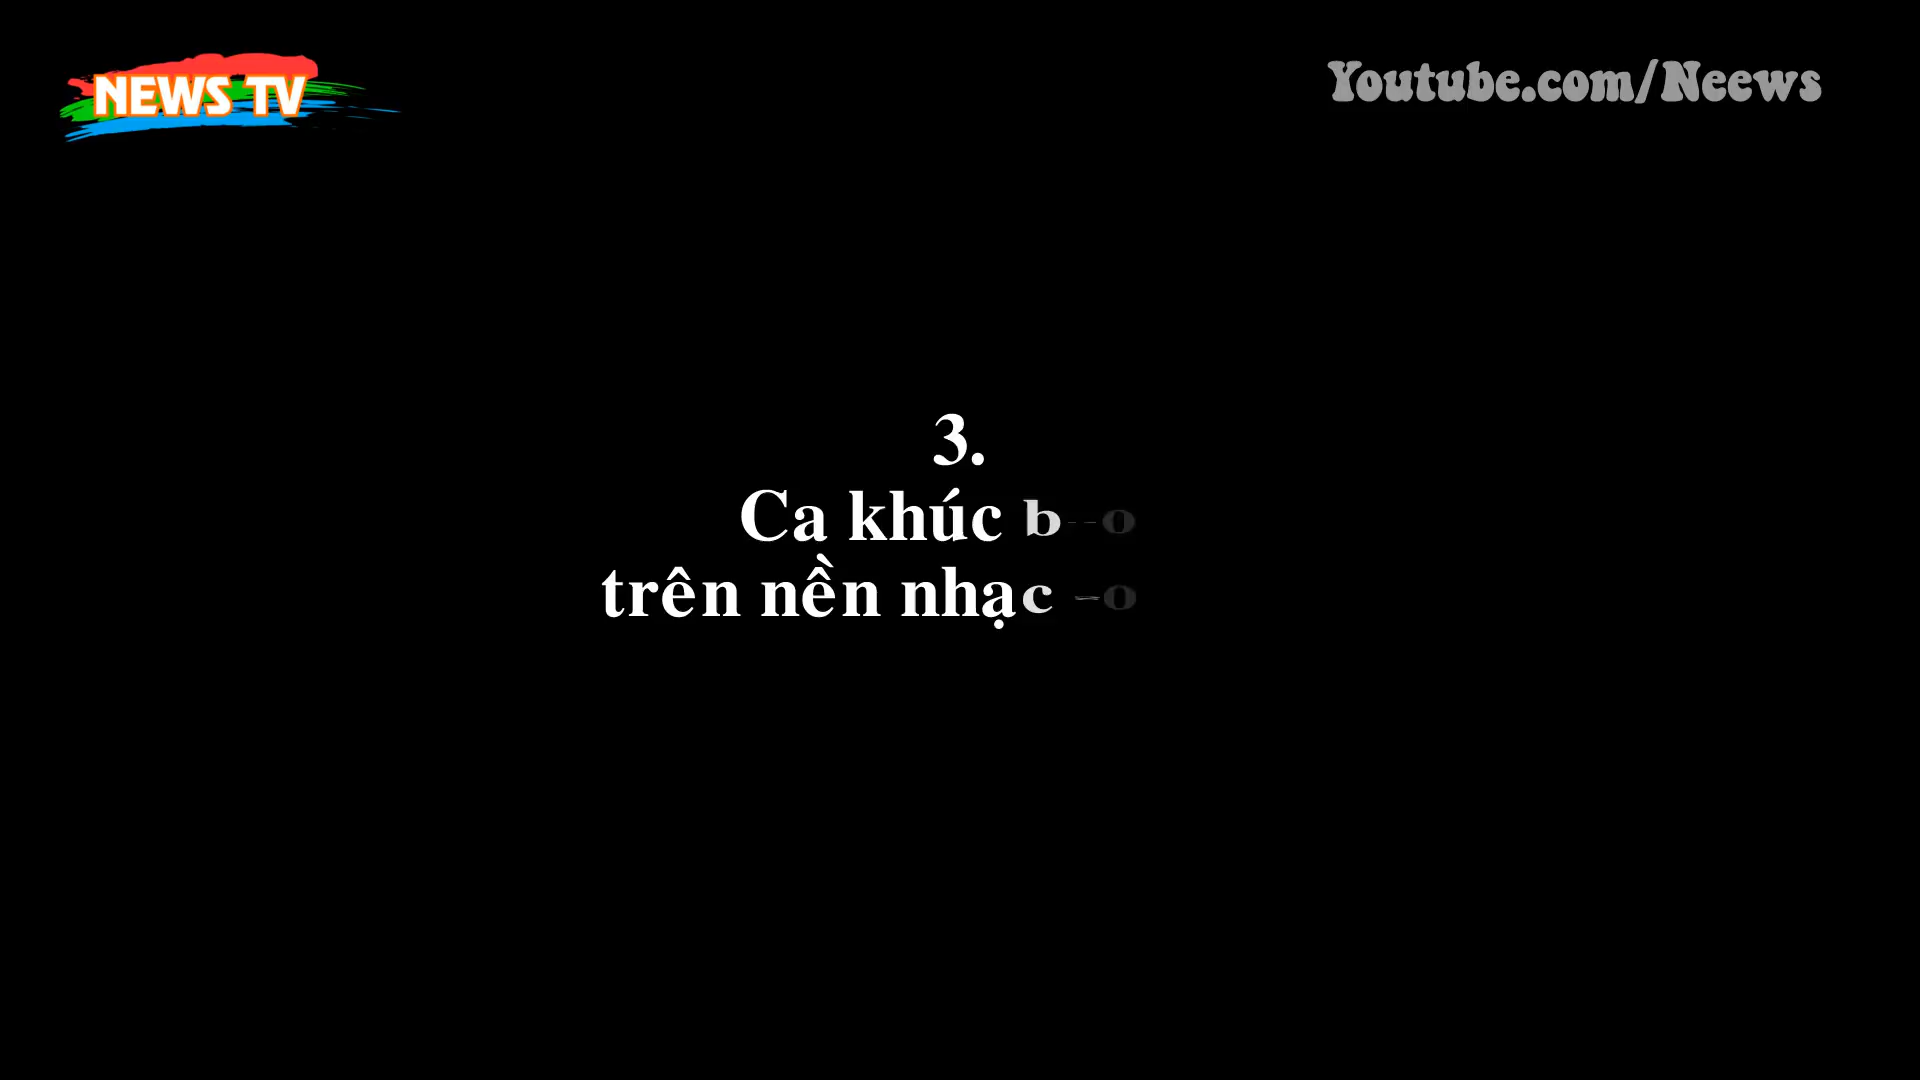 NEWS TV
Youtube.com/Neews
3.
Ca khúc
trên nền nhạc